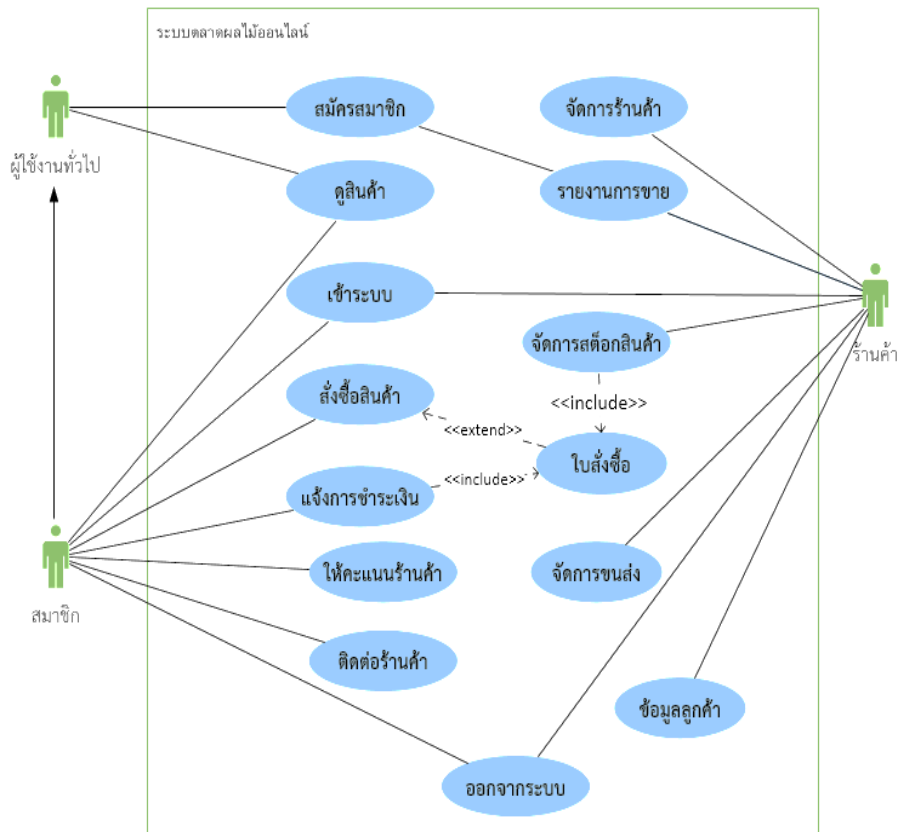 ระบบตลาดผลไม้ออนไลน์
สมัครสมาชิก
จัดการร้านค้า
ผู้ใช้งานทั่วไป
ดูสินค้า
รายงานการขาย
เข้าระบบ
จัดการสต็อกสินค้า
ร้านค้า
สั่งซื้อสินค้า
<<include>>
<<extend>>
ใบสั่งซื้อ
<<include>>
แจ้งการชำระเงิน
ให้คะแนนร้านค้า
จัดการขนส่ง
สมาชิก
ติดต่อร้านค้า
ข้อมูลลูกค้า
ออกจากระบบ